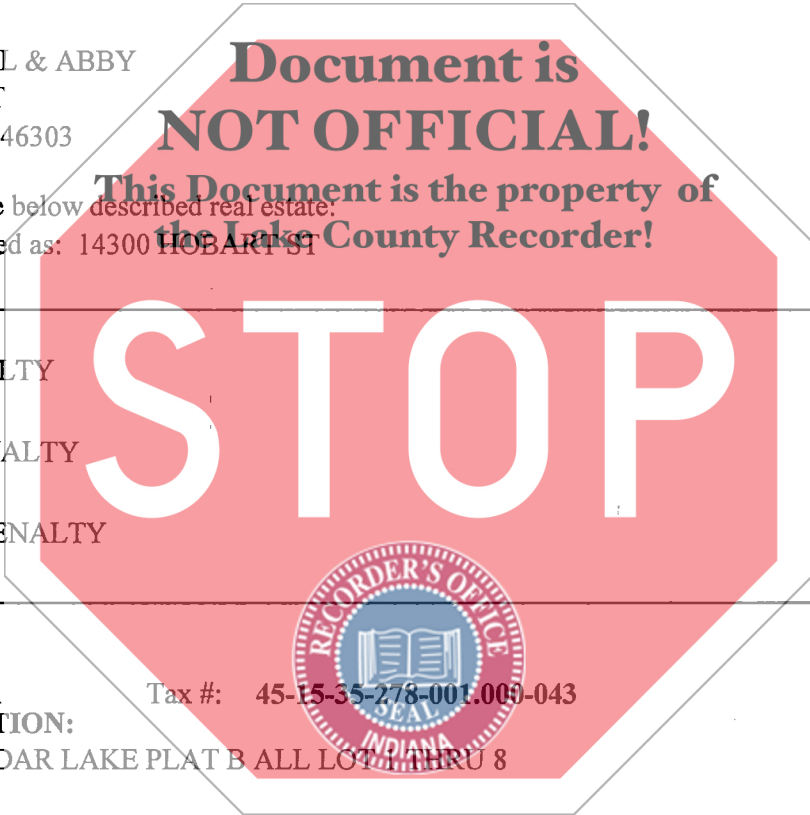 L & ABBY
Document is
NOT OFFICIAL!
46303
This Document is the property of
below described real estate:
the Lake County Recorder!
ed as: 14300 HOBART ST
STOP
LTY
ALTY
ENALTY
RECORDER'S OFFICE
SEAL
INDIANA
Tax #: 45-15-35-278-001.000-043
TION:
DAR LAKE PLAT B ALL LOT 1 THRU 8